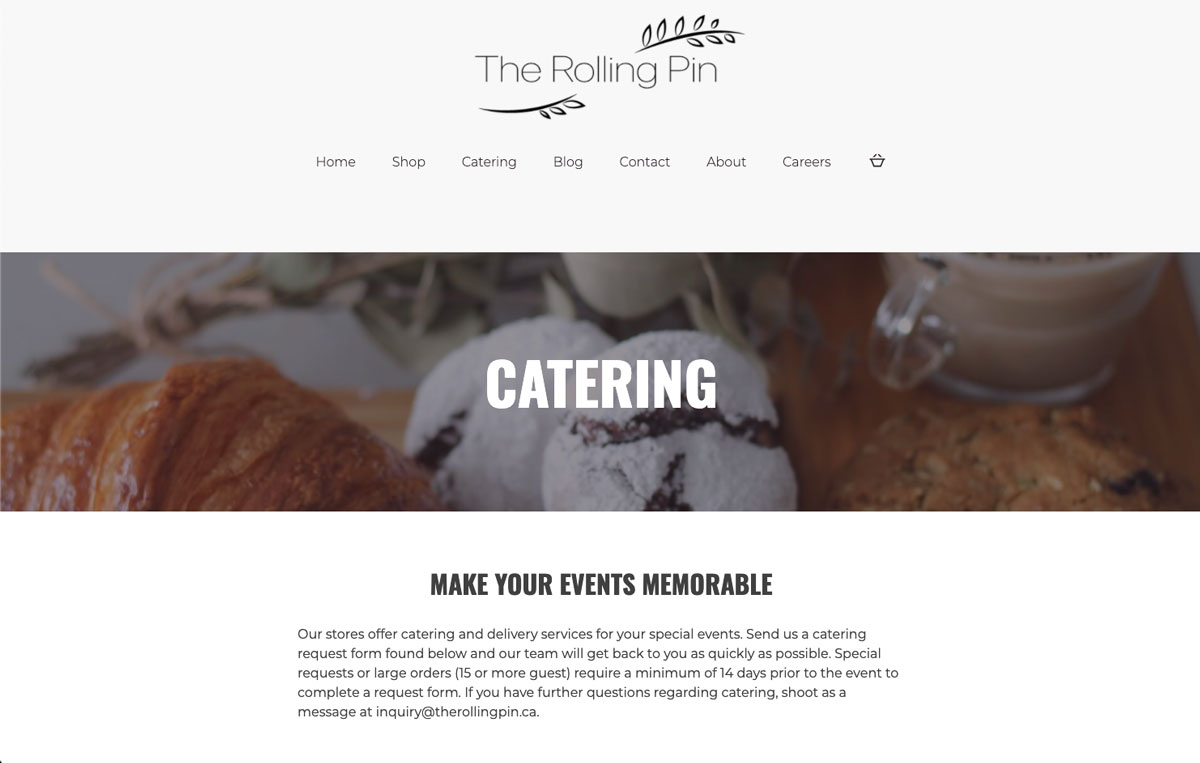 The Rolling Pin
Home Shop Catering Blog Contact About Careers
CATERING
MAKE YOUR EVENTS MEMORABLE
Our stores offer catering and delivery services for your special events. Send us a catering
request form found below and our team will get back to you as quickly as possible. Special
requests or large orders (15 or more guest) require a minimum of 14 days prior to the event to
complete a request form. If you have further questions regarding catering, shoot as a
message at inquiry@therollingpin.ca.